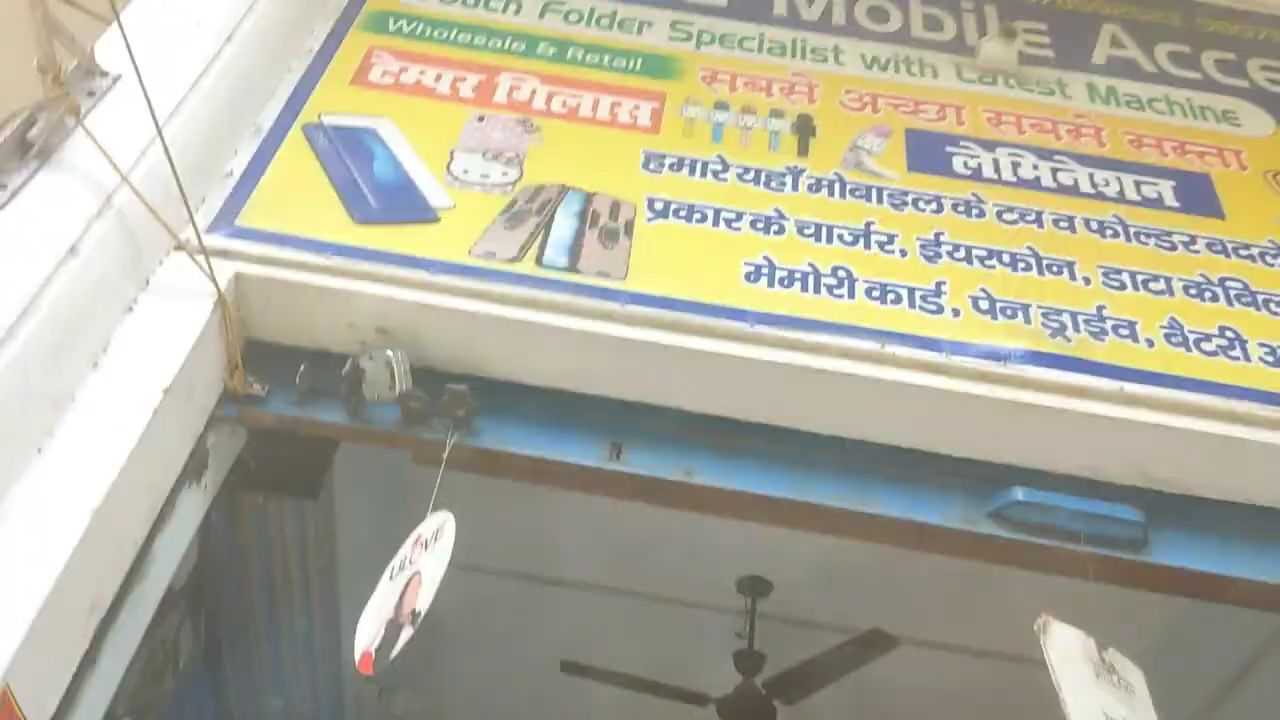 Mobile Acce
Touch Folder Specialist with Latest Machine
Wholesale & Retail
टेम्पर गिलास
सबसे अच्छा सबसे सस्ता
लेमिनेशन
हमारे यहाँ मोबाइल के टच व फोल्डर बदले
प्रकार के चार्जर, ईयरफोन, डाटा केबिल
मेमोरी कार्ड, पेन ड्राईव, बैटरी